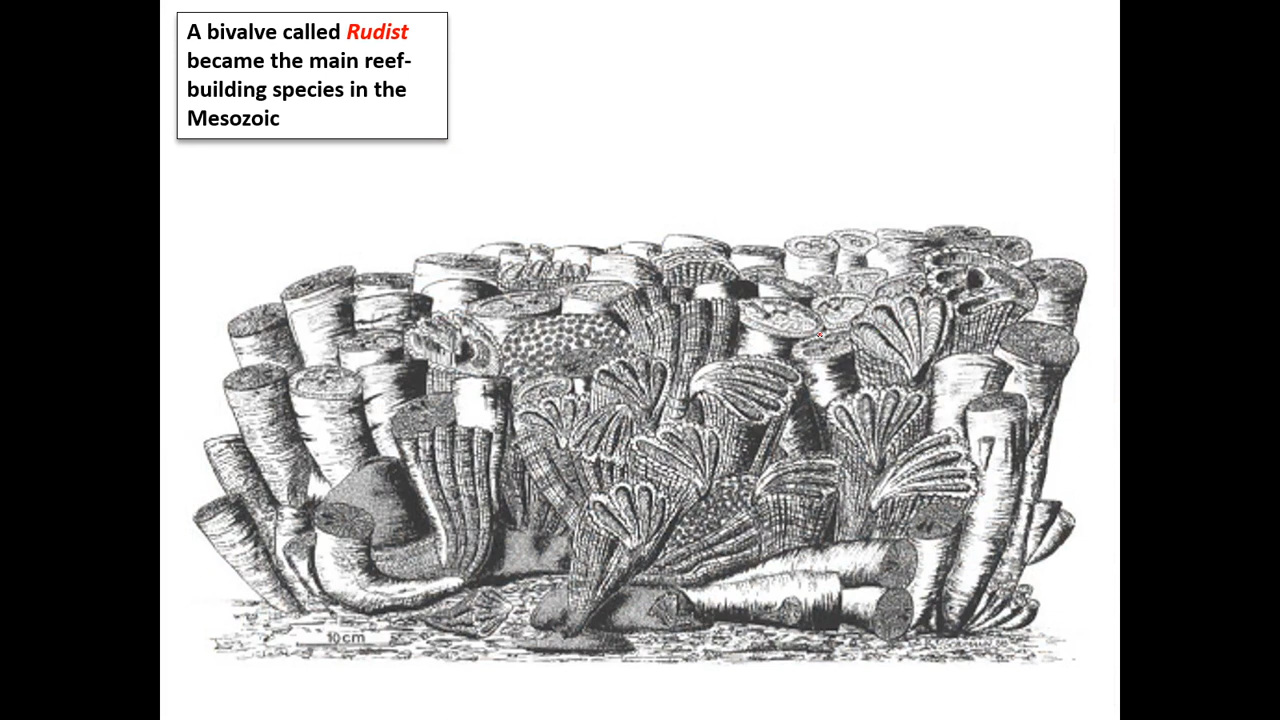 A bivalve called Rudist
became the main reef-
building species in the
Mesozoic
10cm